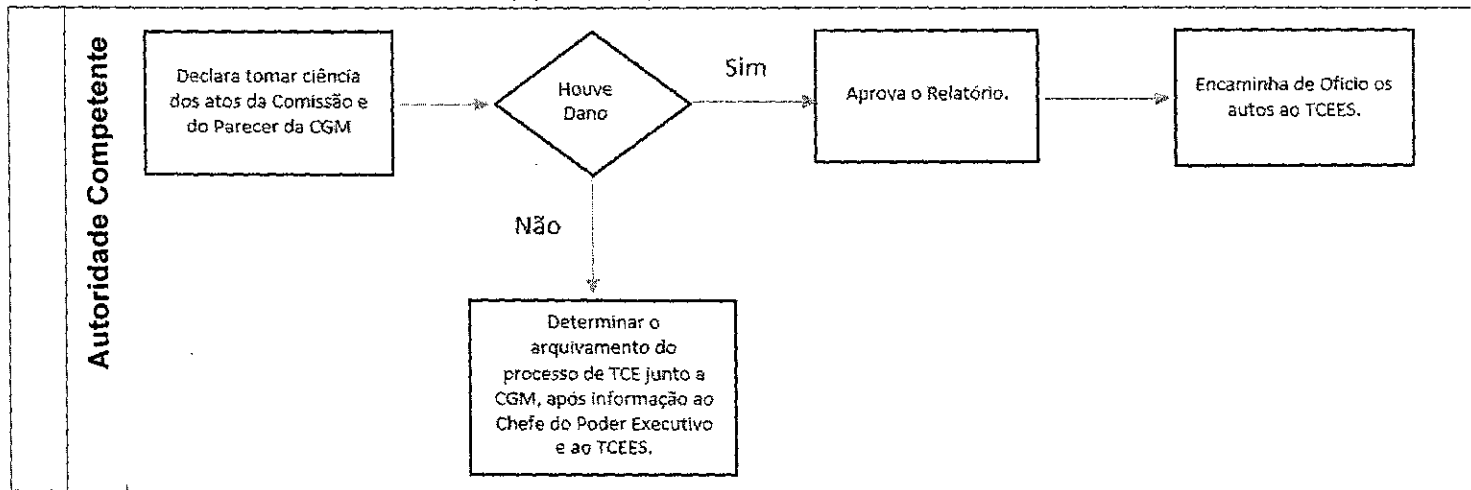 Autoridade Competente
Declara tomar ciência
dos atos da Comissão e
do Parecer da CGM
Houve
Dano
Sim
Aprova o Relatório.
Encaminha de Oficio os
autos ao TCEES.
Não
Determinar o
arquivamento do
processo de TCE junto a
CGM, após informação ao
Chefe do Poder Executivo
e ao TCEES.